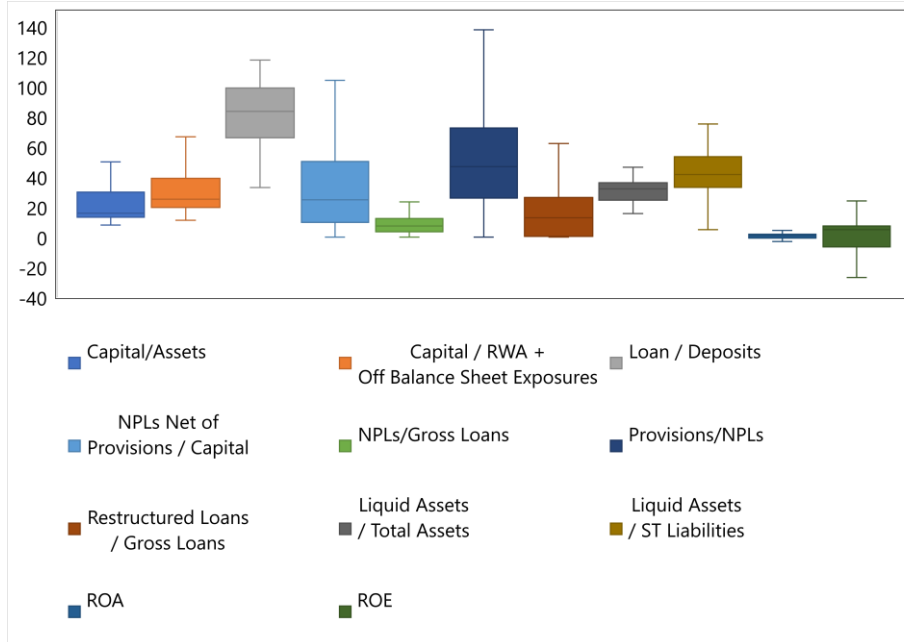 140
120
100
80
60
40
20
0
-20
-40
Capital/Assets
Capital / RWA +
Off Balance Sheet Exposures
Loan / Deposits
NPLs Net of
Provisions / Capital
NPLs/Gross Loans
Provisions/NPLs
Restructured Loans
/ Gross Loans
Liquid Assets
/ Total Assets
Liquid Assets
/ ST Liabilities
ROA
ROE